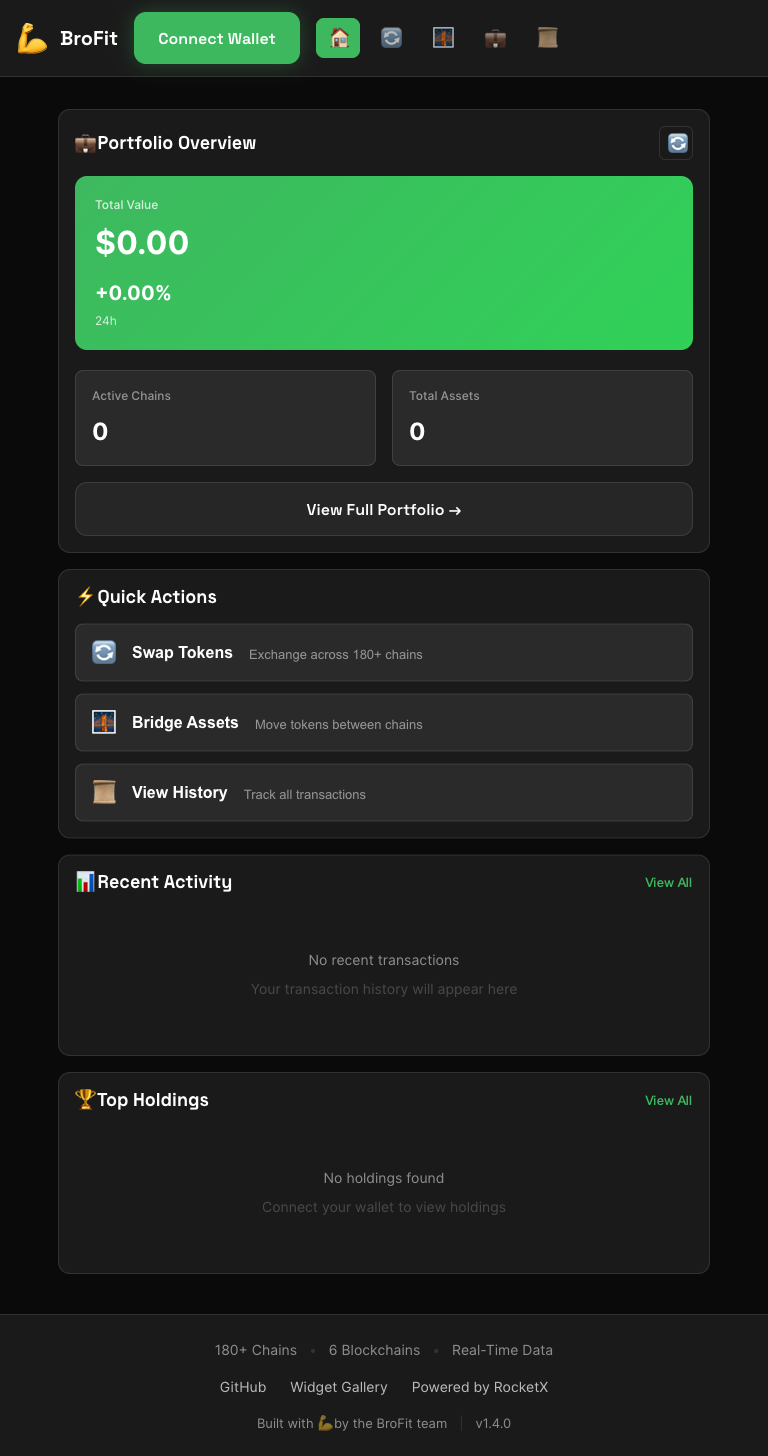 BroFit
Connect Wallet
Portfolio Overview
Total Value
$0.00
+0.00%
24h
Active Chains
0
Total Assets
0
View Full Portfolio →
Quick Actions
Swap Tokens Exchange across 180+ chains
Bridge Assets Move tokens between chains
View History Track all transactions
Recent Activity
View All
No recent transactions
Your transaction history will appear here
Top Holdings
View All
No holdings found
Connect your wallet to view holdings
180+ Chains • 6 Blockchains • Real-Time Data
GitHub Widget Gallery Powered by RocketX
Built with 💪 by the BroFit team | v1.4.0